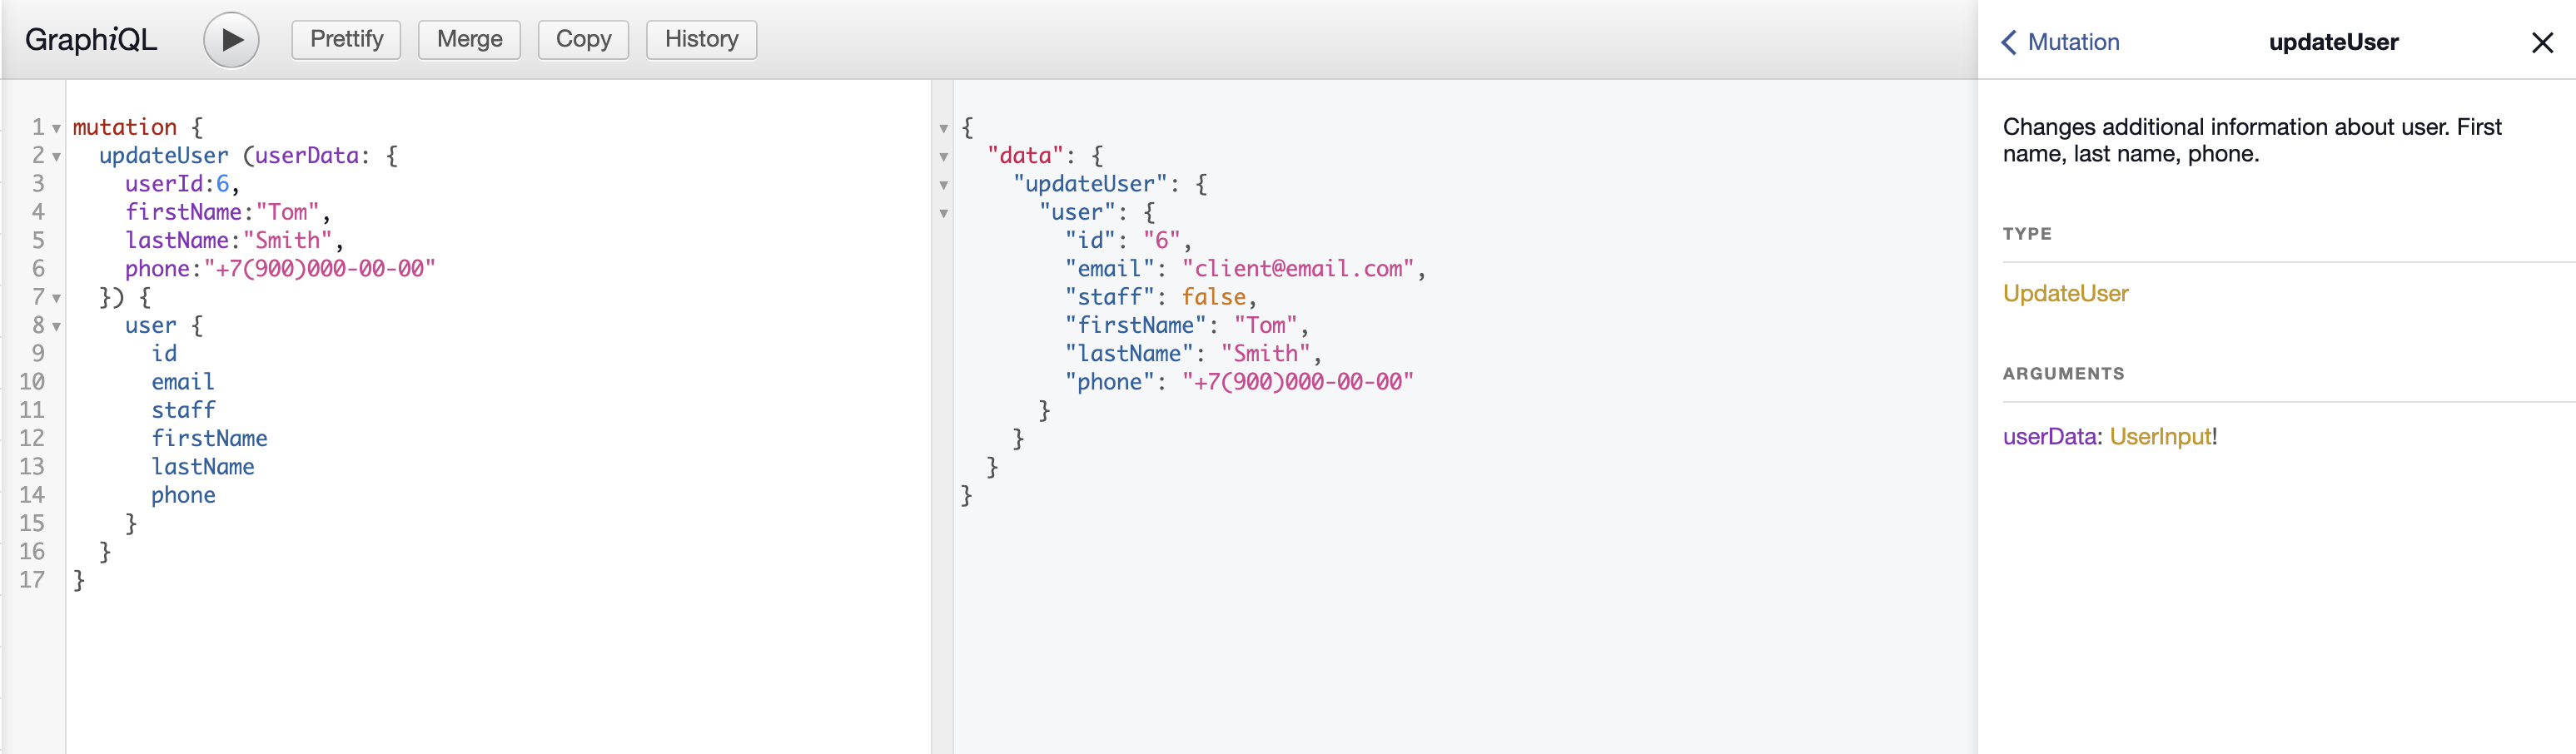 GraphiQL Prettify Merge Copy History
1 mutation {
2 updateUser (userData: {
3 userId:6,
4 firstName:"Tom",
5 lastName:"Smith",
6 phone:"+7(900)000-00-00"
7 }) {
8 user {
9 id
10 email
11 staff
12 firstName
13 lastName
14 phone
15 }
16 }
17 }
{
"data": {
"updateUser": {
"user": {
"id": "6",
"email": "client@email.com",
"staff": false,
"firstName": "Tom",
"lastName": "Smith",
"phone": "+7(900)000-00-00"
}
}
}
}
Mutation updateUser
Changes additional information about user. First
name, last name, phone.
TYPE
UpdateUser
ARGUMENTS
userData: UserInput!